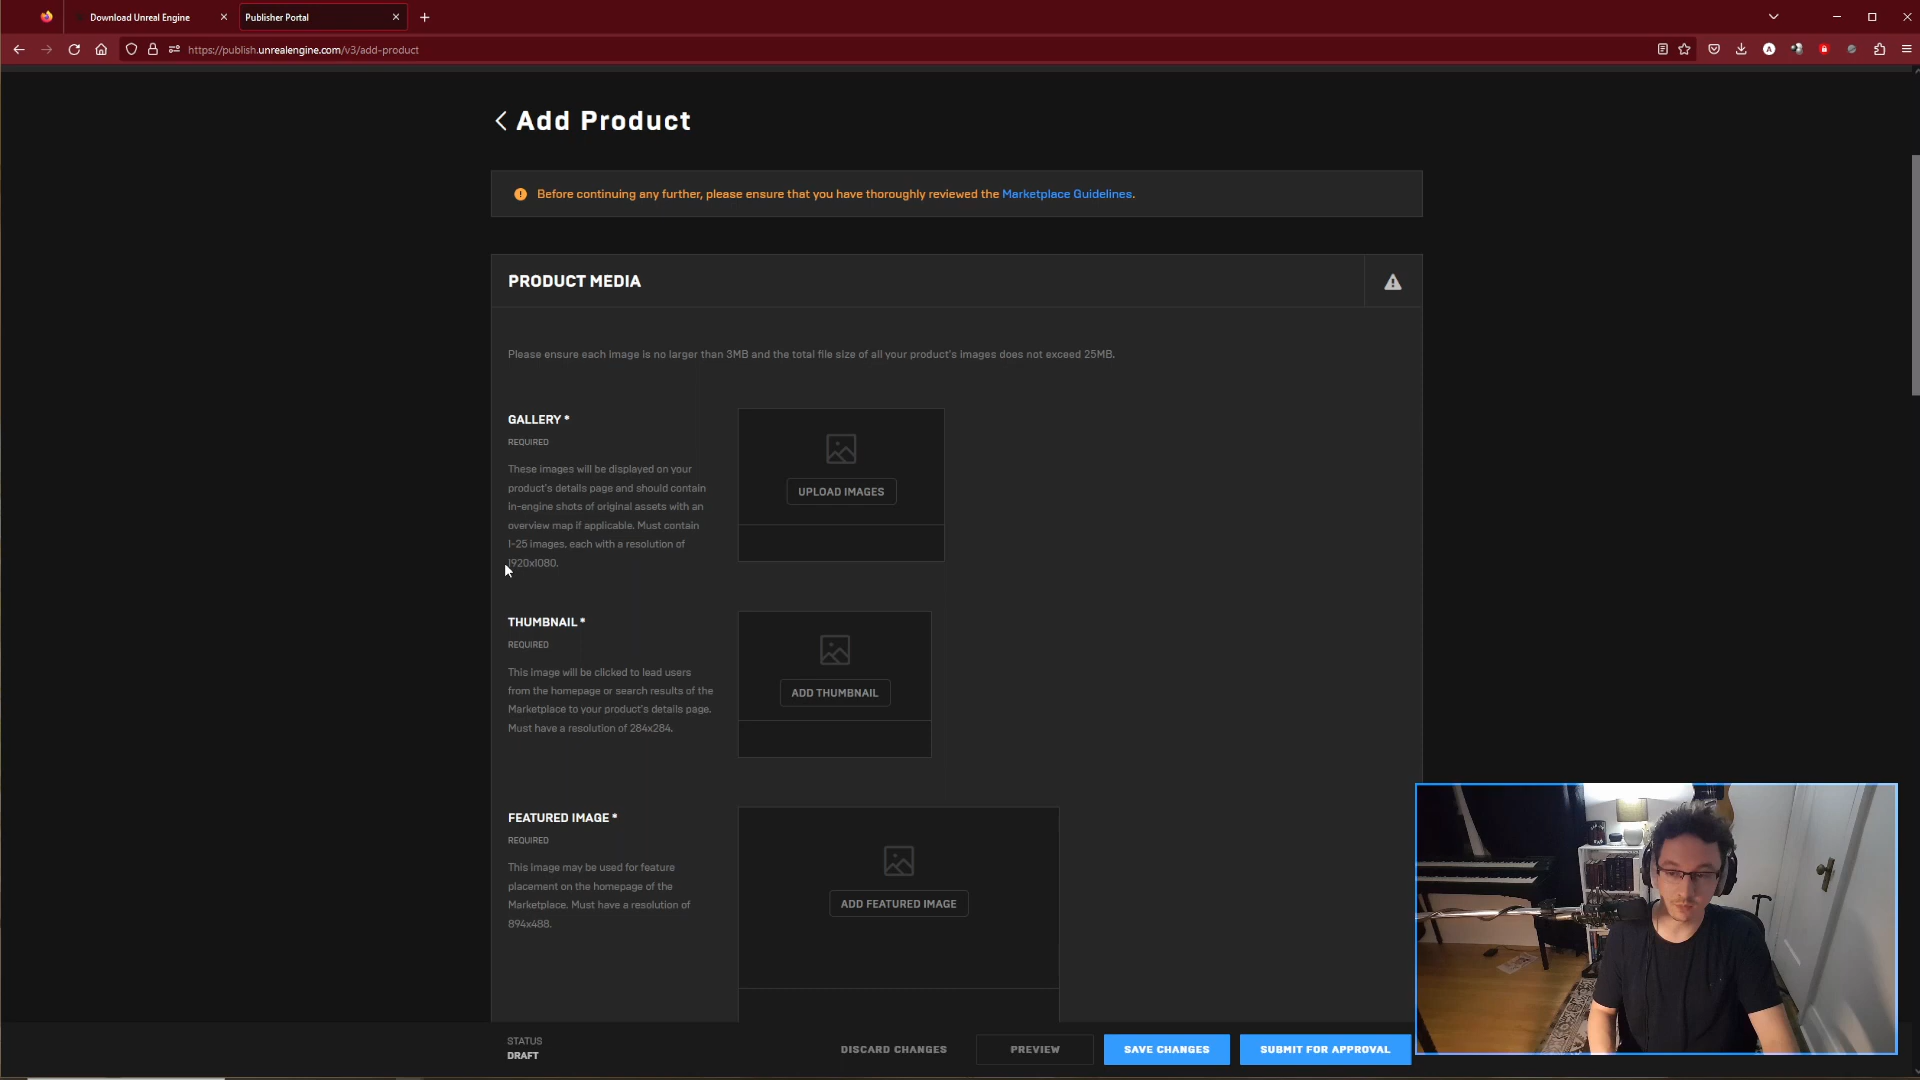 Download Unreal Engine
Publisher Portal
https://publish.unrealengine.com/v3/add-product
Add Product
Before continuing any further, please ensure that you have thoroughly reviewed the Marketplace Guidelines.
PRODUCT MEDIA
Please ensure each image is no larger than 3MB and the total file size of all your product's images does not exceed 25MB.
GALLERY *
REQUIRED
These images will be displayed on your
product's details page and should contain
in-engine shots of original assets with an
overview map if applicable. Must contain
1-25 images, each with a resolution of
1920x1080.
UPLOAD IMAGES
THUMBNAIL *
REQUIRED
This image will be clicked to lead users
from the homepage or search results of the
Marketplace to your product's details page.
Must have a resolution of 284x284.
ADD THUMBNAIL
FEATURED IMAGE *
REQUIRED
This image may be used for feature
placement on the homepage of the
Marketplace. Must have a resolution of
894x488.
ADD FEATURED IMAGE
STATUS
DRAFT
DISCARD CHANGES
PREVIEW
SAVE CHANGES
SUBMIT FOR APPROVAL